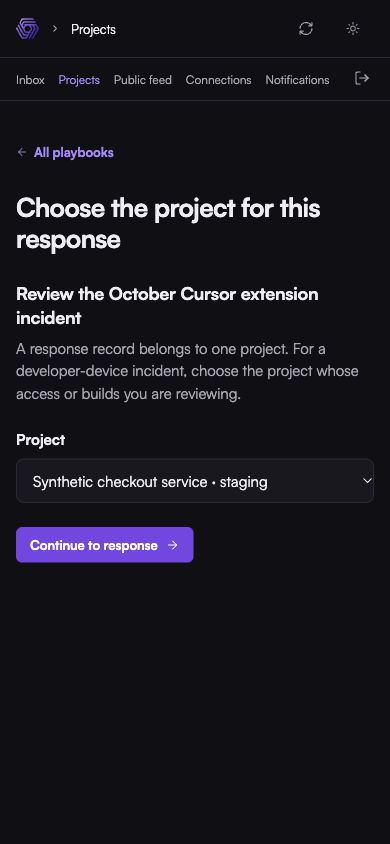 Projects
Inbox Projects Public feed Connections Notifications
All playbooks
Choose the project for this
response
Review the October Cursor extension
incident
A response record belongs to one project. For a
developer-device incident, choose the project whose
access or builds you are reviewing.
Project
Synthetic checkout service · staging
Continue to response